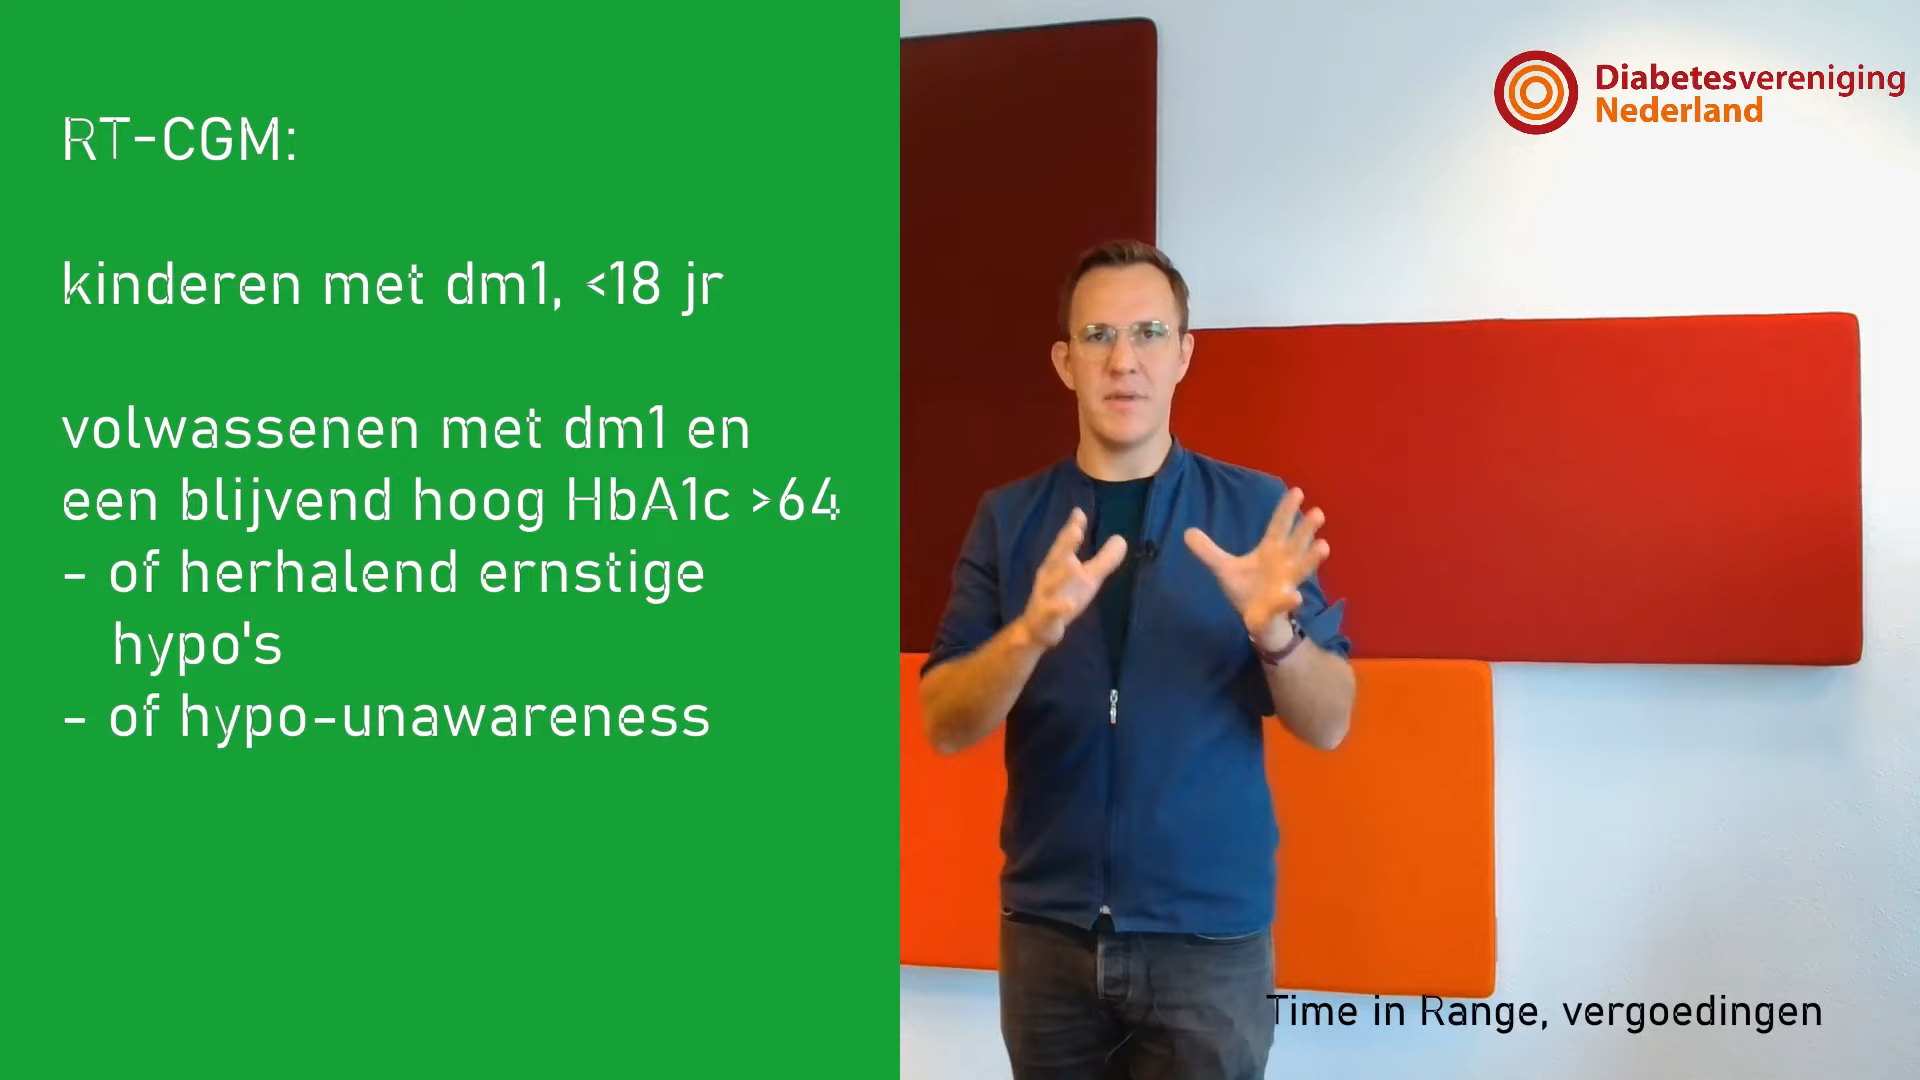 RT-CGM:
kinderen met dm1, <18 jr
volwassenen met dm1 en
een blijvend hoog HbA1c >64
- of herhalend ernstige
hypo's
- of hypo-unawareness
Diabetesvereniging
Nederland
Time in Range, vergoedingen